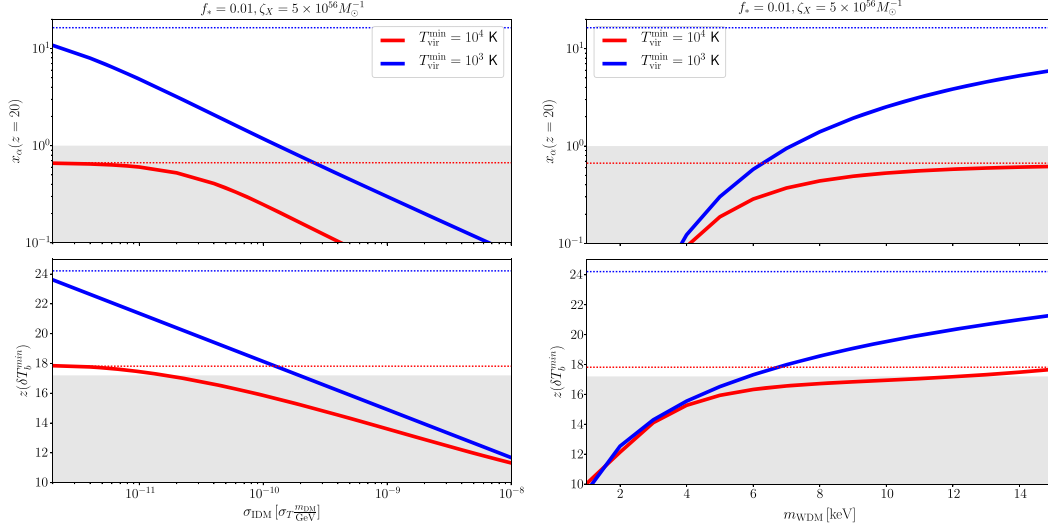 f_* = 0.01, ζ_X = 5 × 10^56 M_⊙^−1
T_vir^min = 10^4 K
T_vir^min = 10^3 K
x_α(z = 20)
10^1
10^0
10^−1
z(δT_b^min)
24
22
20
18
16
14
12
10
10^−11
10^−10
10^−9
10^−8
σ_IDM [σ_T m_DM/GeV]
f_* = 0.01, ζ_X = 5 × 10^56 M_⊙^−1
T_vir^min = 10^4 K
T_vir^min = 10^3 K
x_α(z = 20)
10^1
10^0
10^−1
z(δT_b^min)
24
22
20
18
16
14
12
10
2
4
6
8
10
12
14
m_WDM [keV]